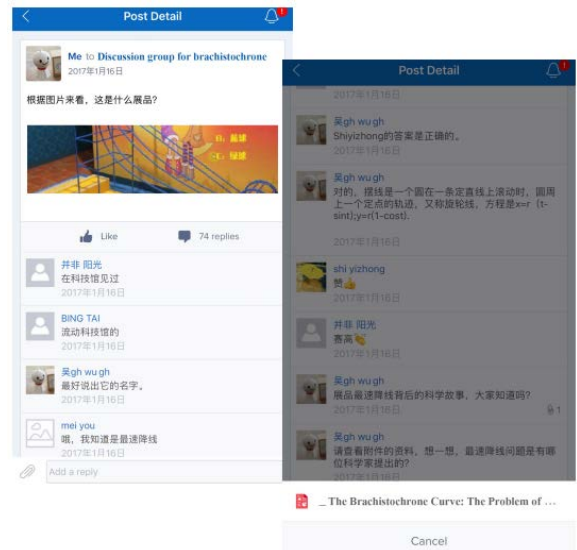 Post Detail
1
Me to Discussion group for brachistochrone
2017年1月16日
根据图片来看，这是什么展品？
Like
74 replies
并非 阳光
在科技馆见过
2017年1月16日
BING TAI
流动科技馆的
2017年1月16日
吴gh wu gh
最好说出它的名字。
2017年1月16日
mei you
哦，我知道是最速降线
2017年1月16日
Add a reply
Post Detail
1
2017年1月16日
吴gh wu gh
Shiyizhong的答案是正确的。
2017年1月16日
吴gh wu gh
对的，摆线是一个圆在一条定直线上滚动时，圆周
上一个定点的轨迹，又称旋轮线，方程是x=r（t-
sint);y=r(1-cost).
2017年1月16日
shi yizhong
赞
2017年1月16日
并非 阳光
赛高
2017年1月16日
吴gh wu gh
展品最速降线背后的科学故事，大家知道吗？
2017年1月16日
1
吴gh wu gh
请查看附件的资料，想一想，最速降线问题是有哪
位科学家提出的？
2017年1月16日
_ The Brachistochrone Curve: The Problem of …
Cancel